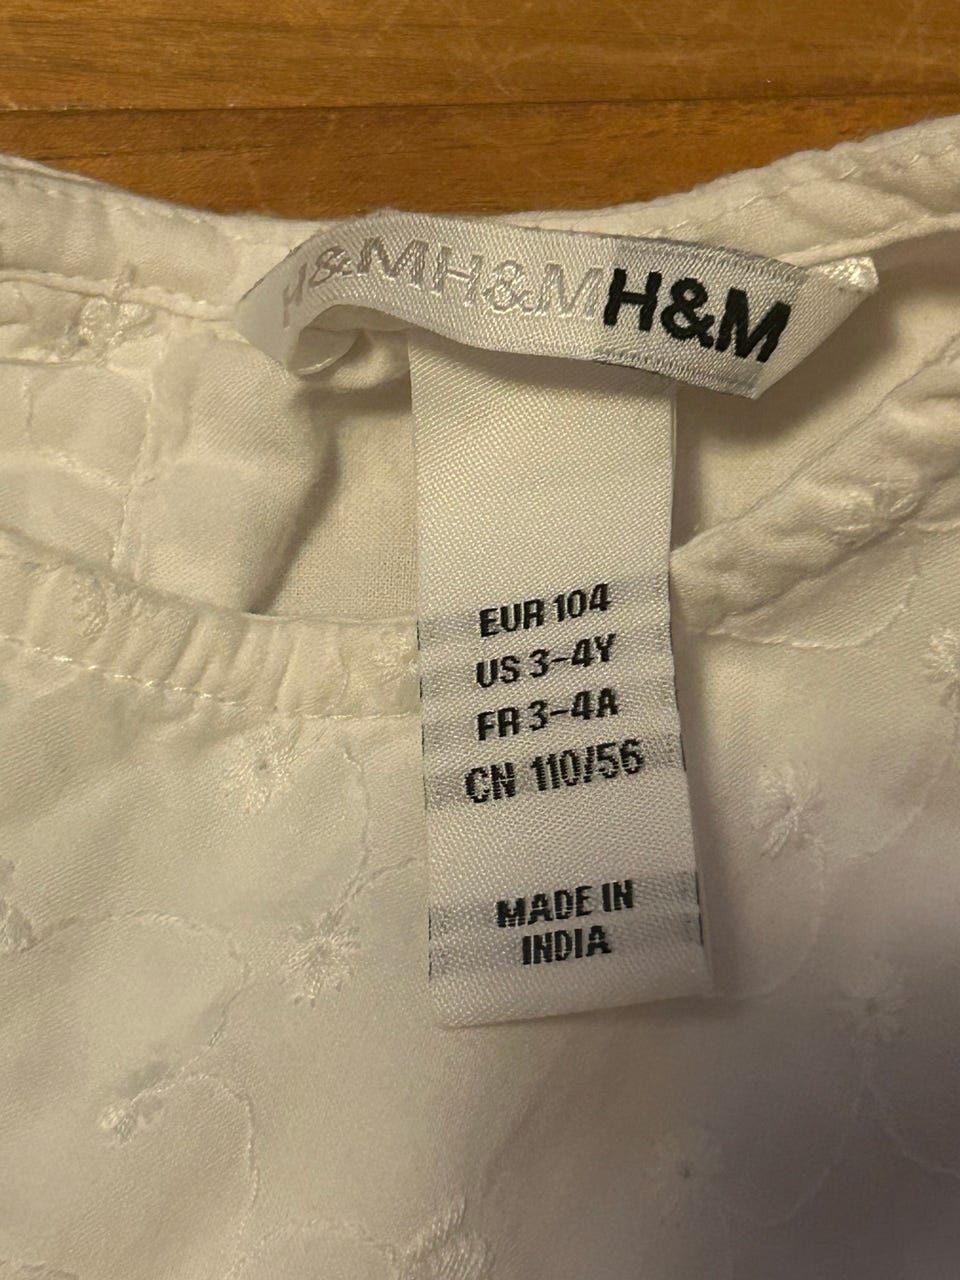 H&MH&MH&M
EUR 104
US 3-4Y
FR 3-4A
CN 110/56
MADE IN
INDIA